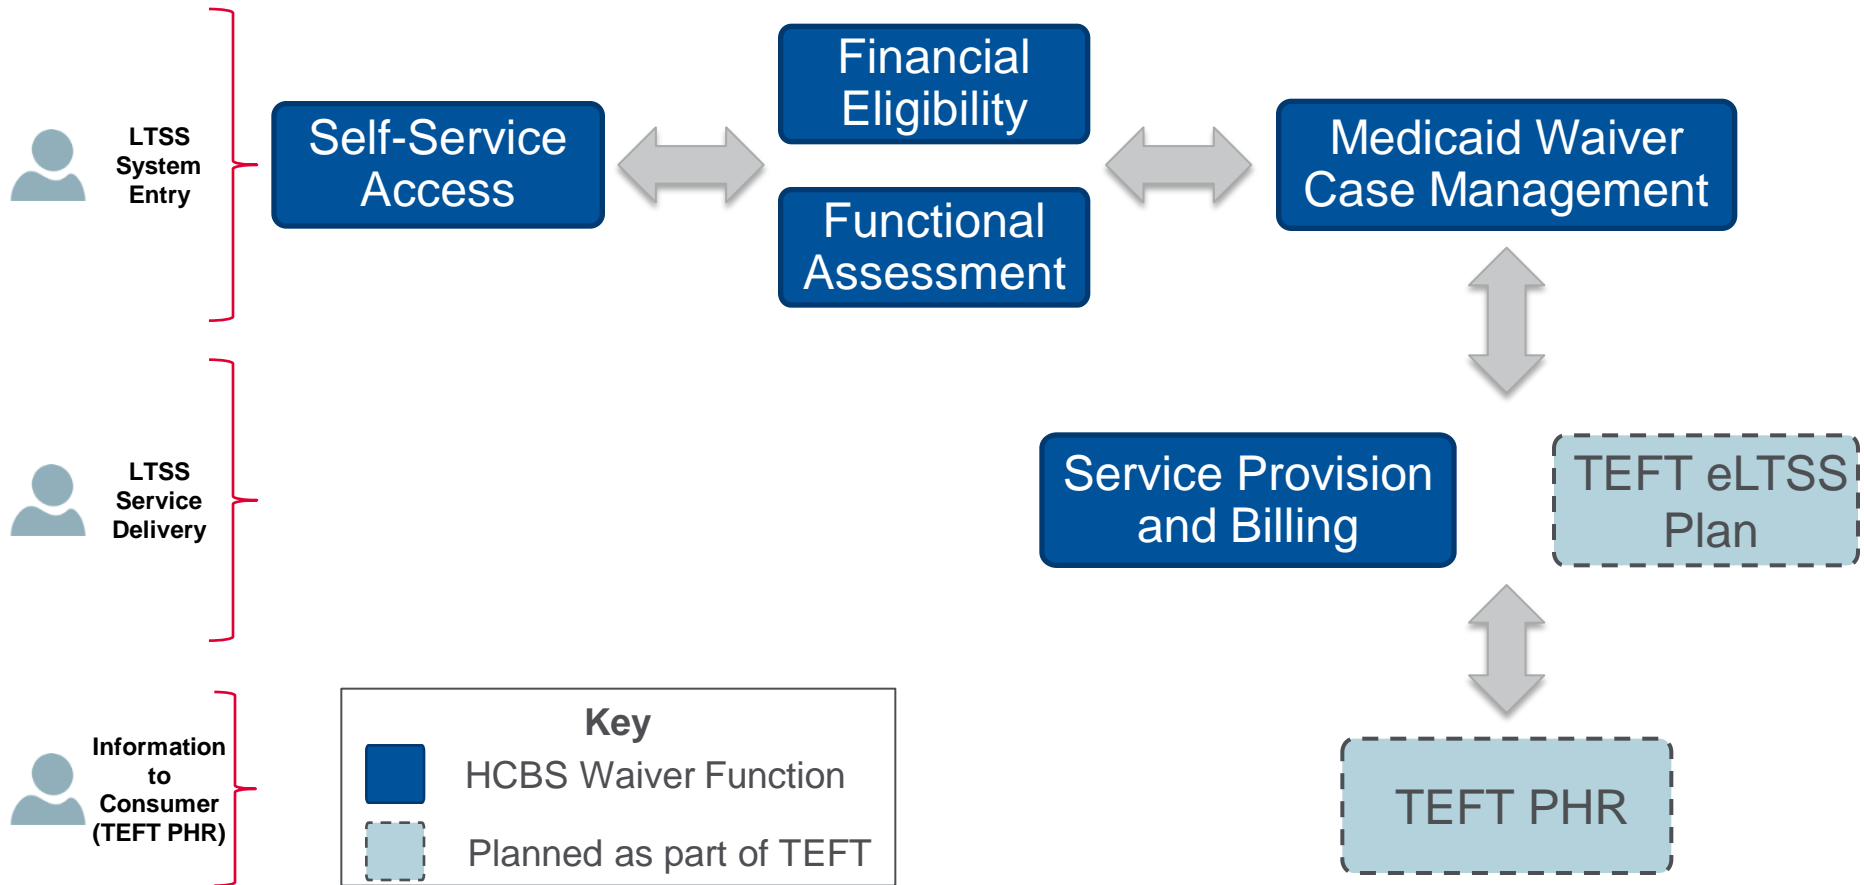 LTSS
System
Entry
Self-Service
Access
Financial
Eligibility
Functional
Assessment
Medicaid Waiver
Case Management
LTSS
Service
Delivery
Service Provision
and Billing
TEFT eLTSS
Plan
Information
to
Consumer
(TEFT PHR)
Key
HCBS Waiver Function
Planned as part of TEFT
TEFT PHR